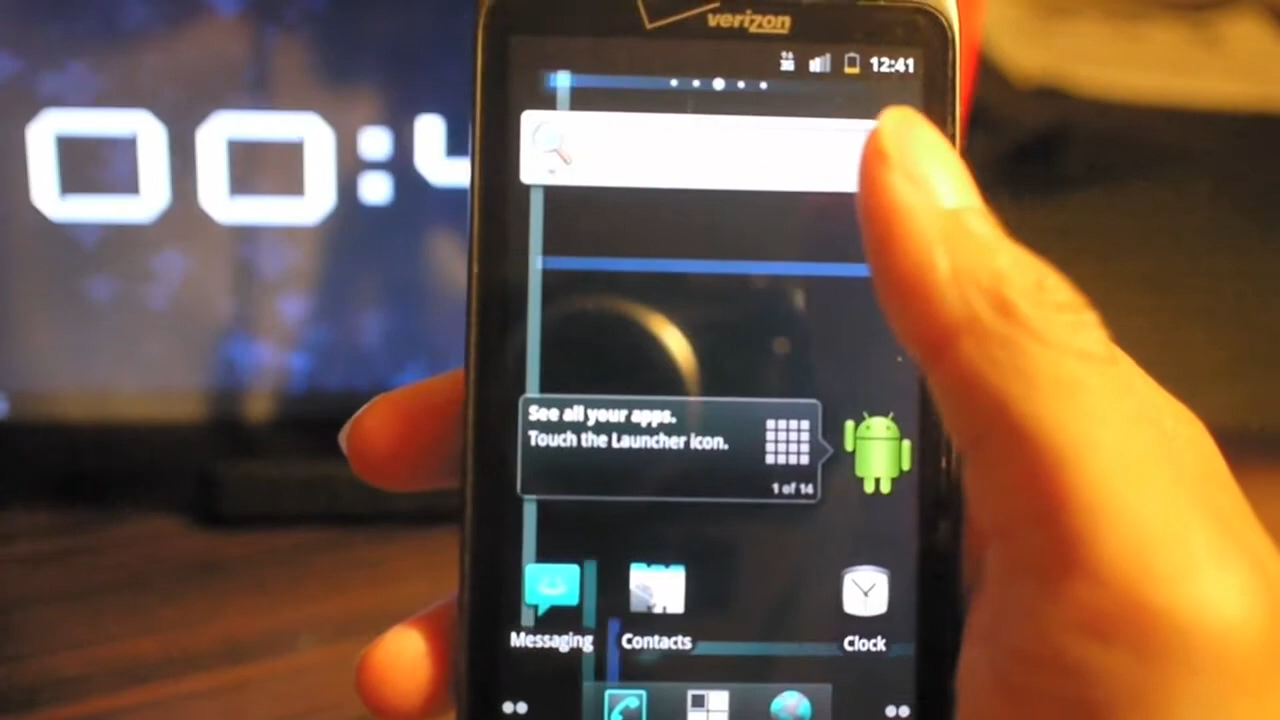 verizon
3G 12:41
00:4
See all your apps.
Touch the Launcher icon.
1 of 14
Messaging Contacts Clock